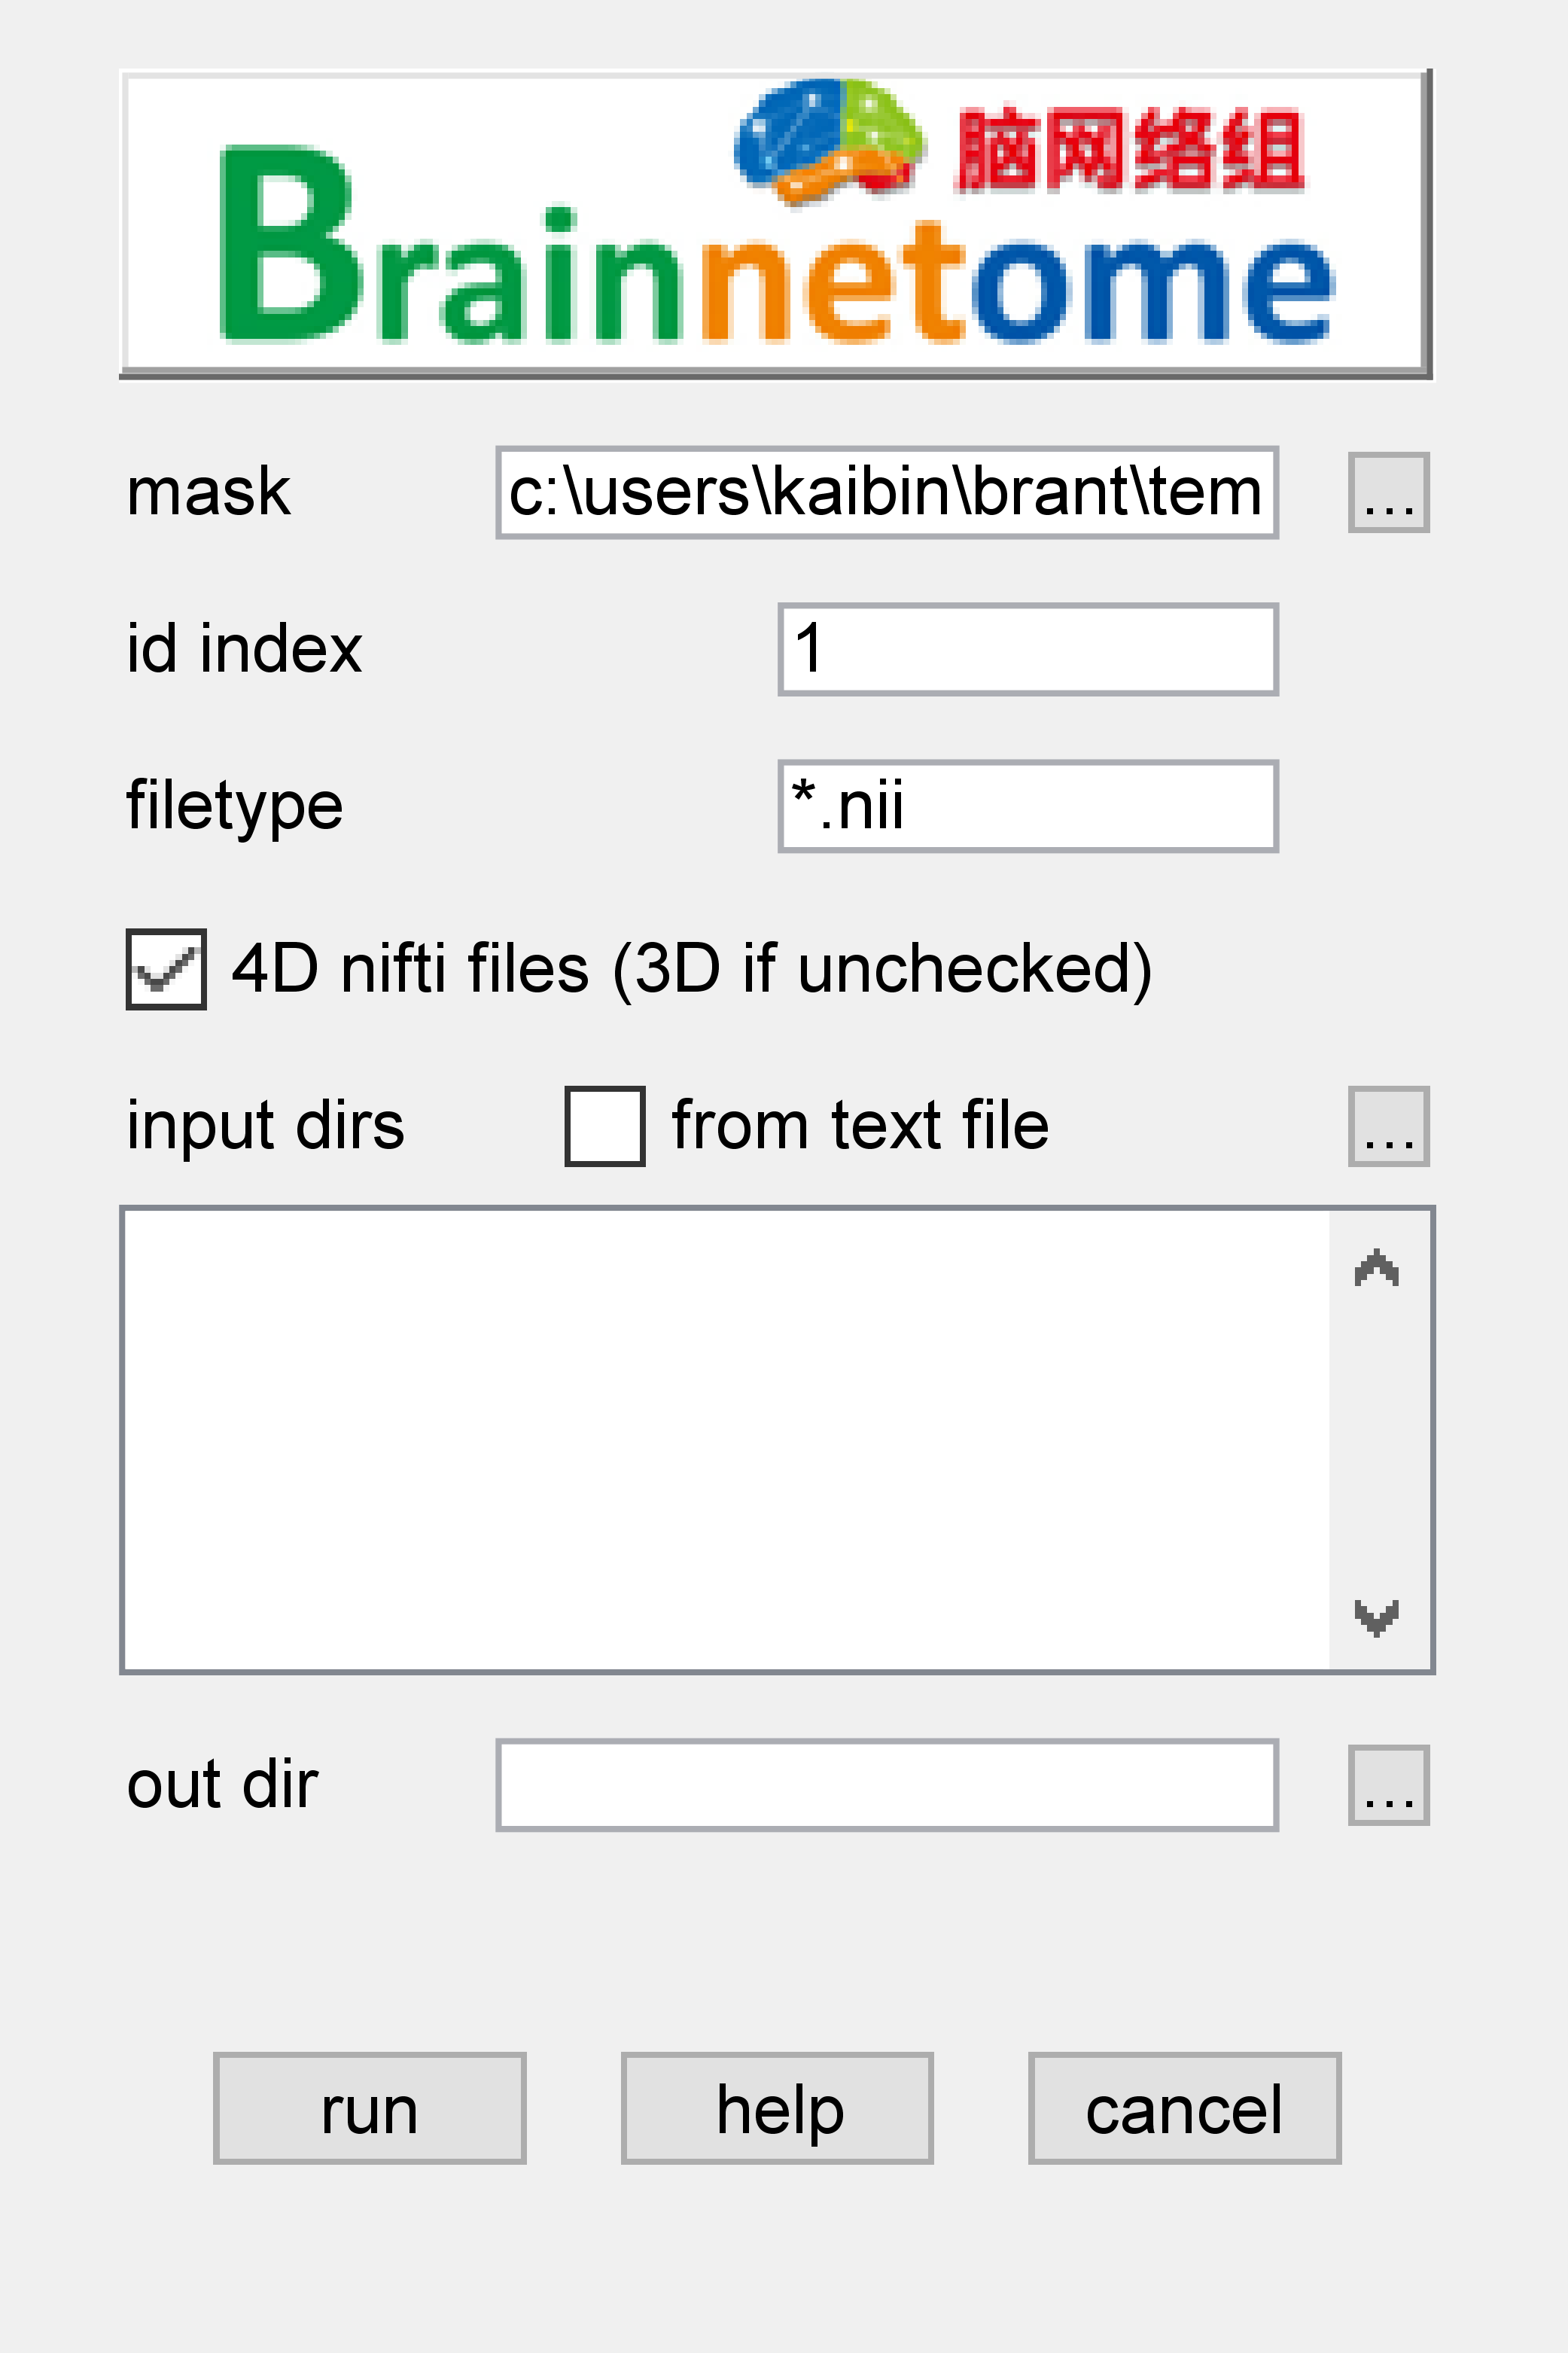 脑网络组
Brainnetome
mask c:\users\kaibin\brant\tem ...
id index 1
filetype *.nii
4D nifti files (3D if unchecked)
input dirs from text file ...
out dir ...
run help cancel